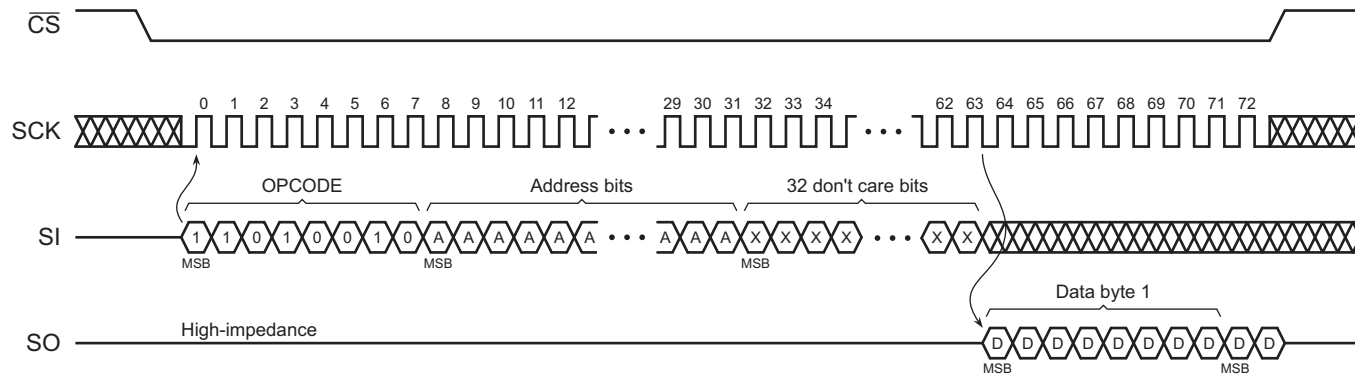 CS
0 1 2 3 4 5 6 7 8 9 10 11 12 29 30 31 32 33 34 62 63 64 65 66 67 68 69 70 71 72
SCK
OPCODE Address bits 32 don't care bits
SI 1 1 0 1 0 0 1 0 A A A A A A A A A X X X X X X
MSB MSB MSB
Data byte 1
High-impedance
SO D D D D D D D D D D
MSB MSB